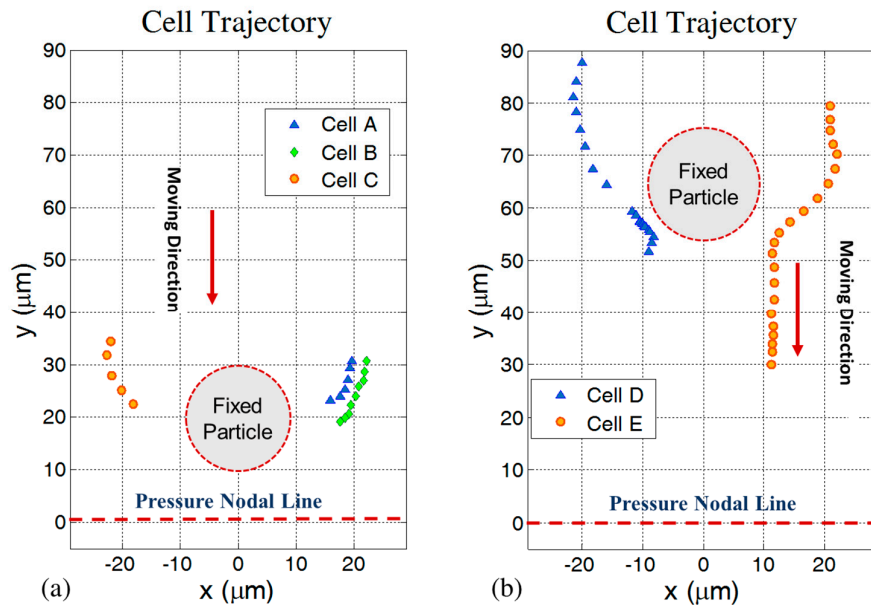 Cell Trajectory
90
80
70
60
50
40
30
20
10
0
y (μm)
Cell A
Cell B
Cell C
Moving Direction
Fixed
Particle
Pressure Nodal Line
-20
-10
0
10
20
x (μm)
(a)
Cell Trajectory
90
80
70
60
50
40
30
20
10
0
y (μm)
Fixed
Particle
Moving Direction
Cell D
Cell E
Pressure Nodal Line
-20
-10
0
10
20
x (μm)
(b)